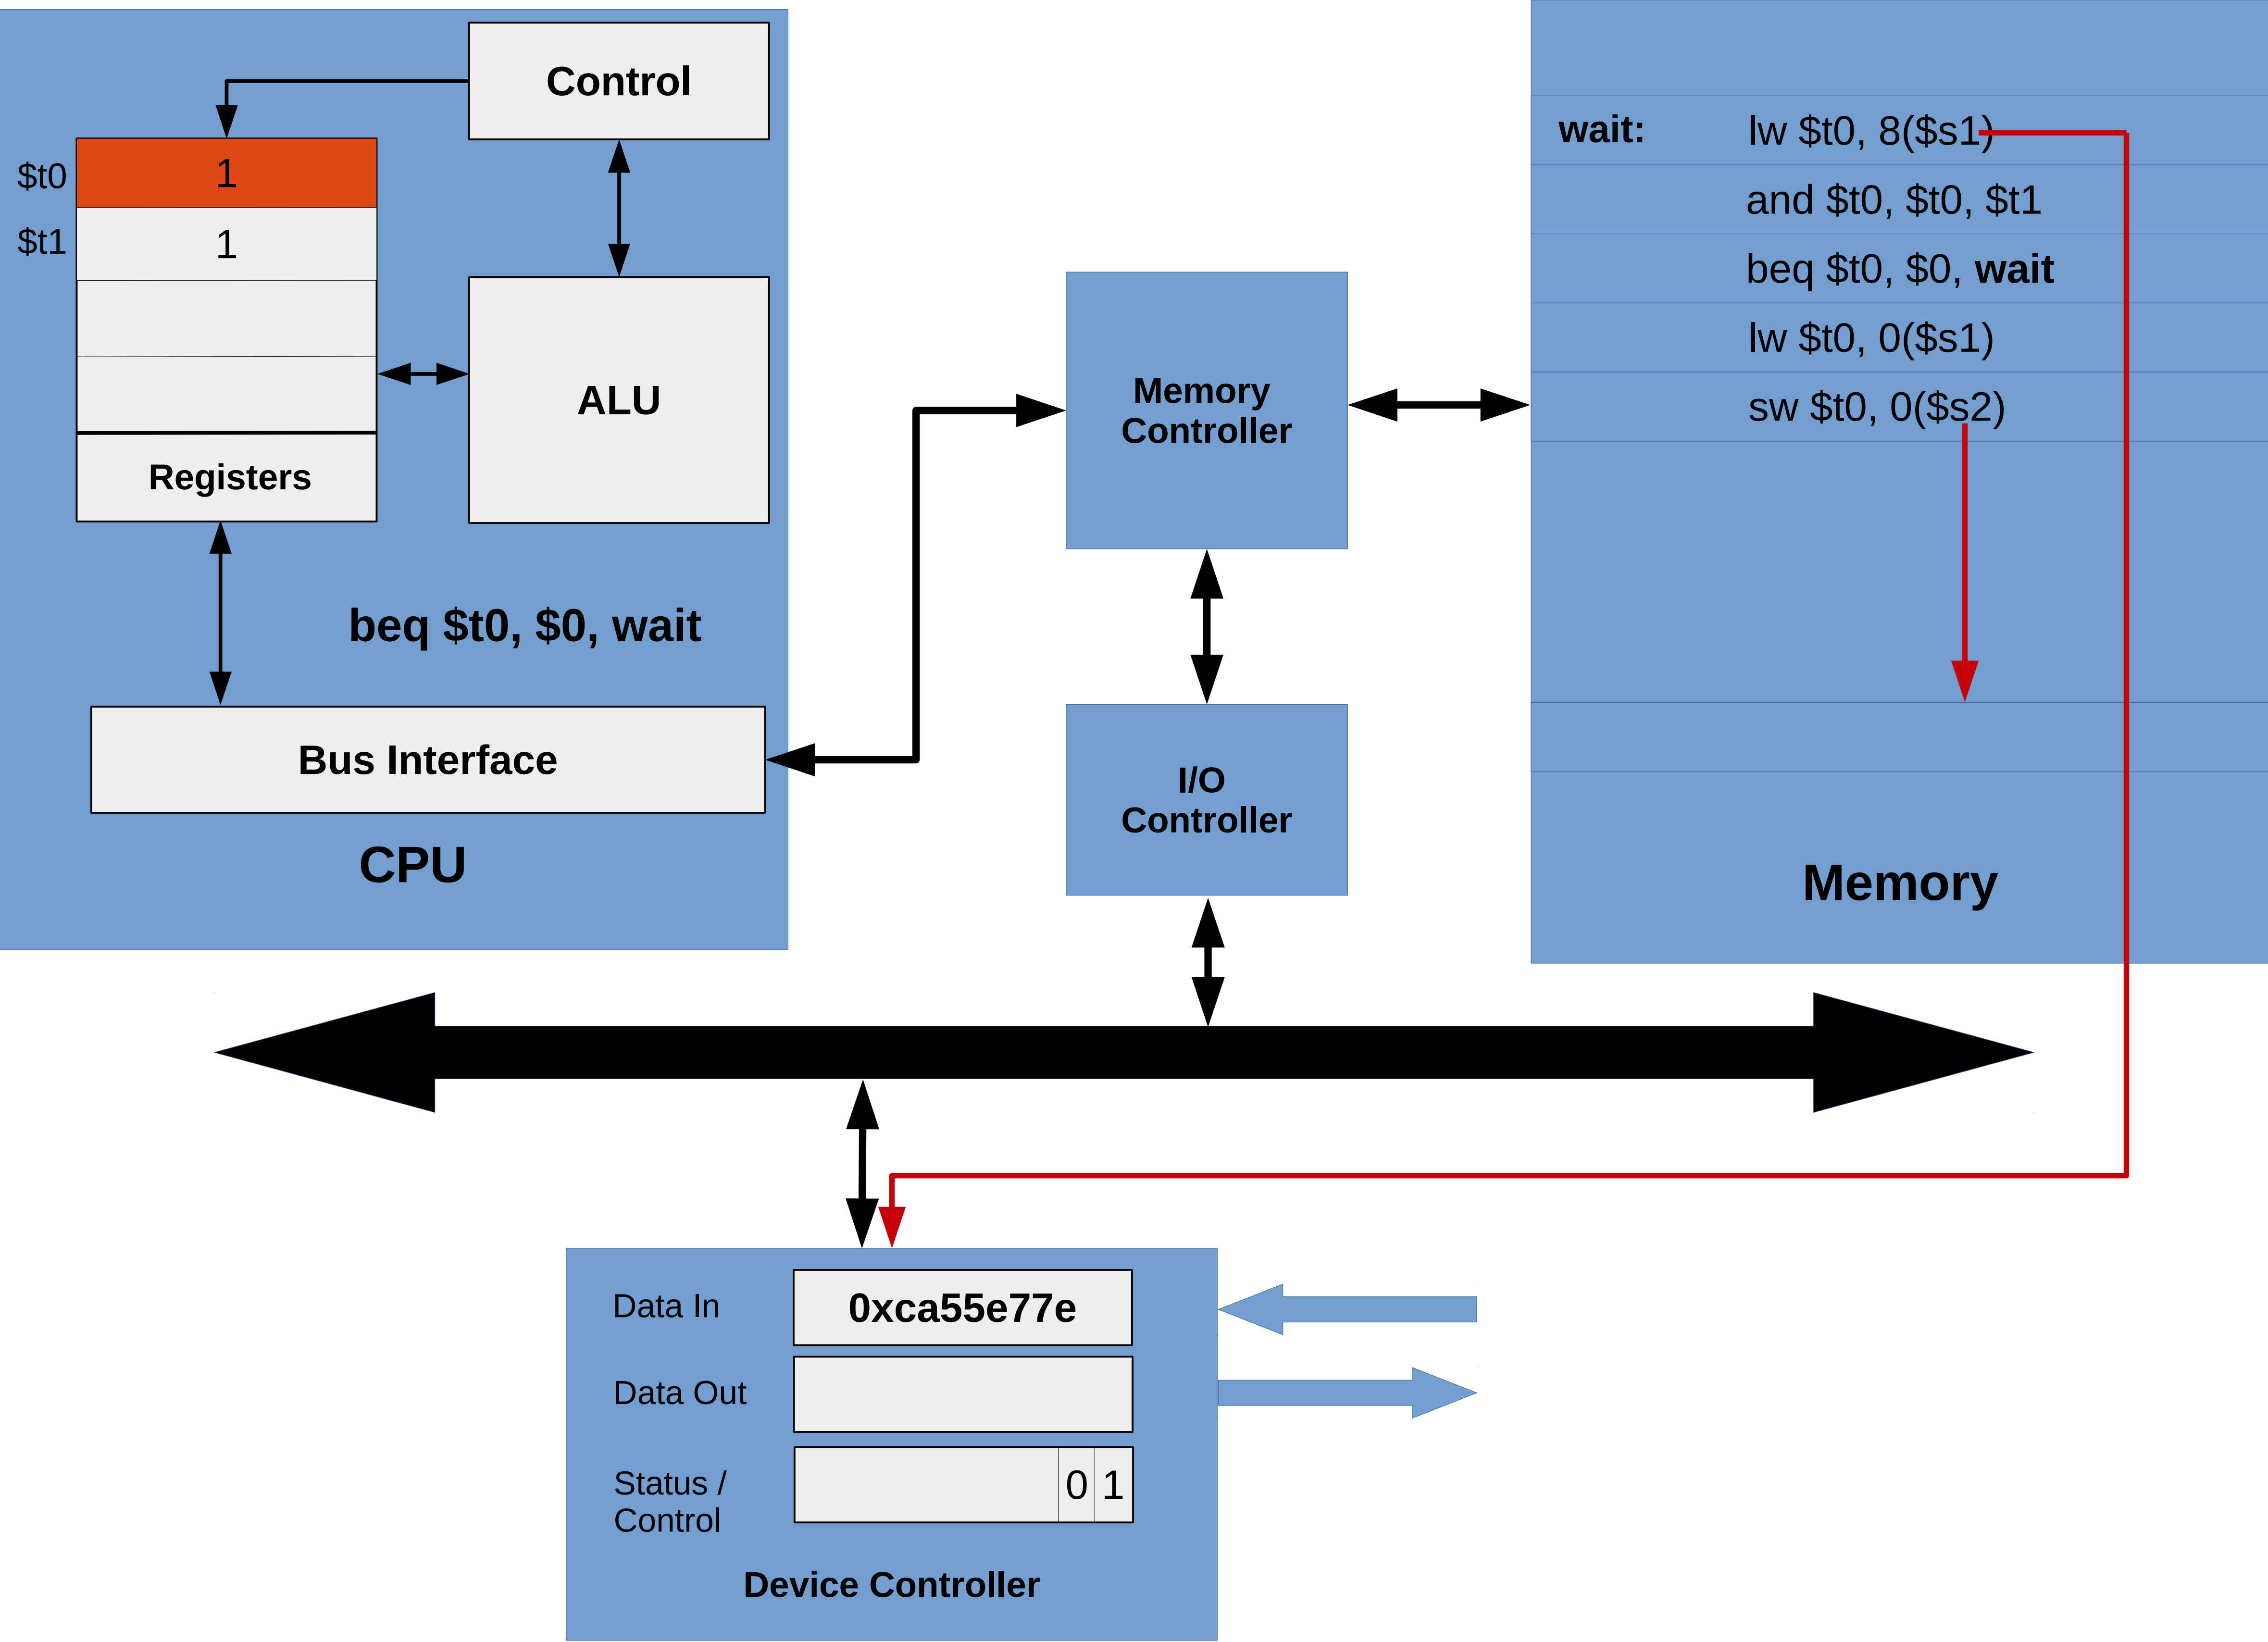 Control
$t0 1
$t1 1
ALU
Registers
beq $t0, $0, wait
Bus Interface
CPU
Memory
Controller
I/O
Controller
wait: lw $t0, 8($s1)
and $t0, $t0, $t1
beq $t0, $0, wait
lw $t0, 0($s1)
sw $t0, 0($s2)
Memory
Data In 0xca55e77e
Data Out
Status /
Control
0 1
Device Controller